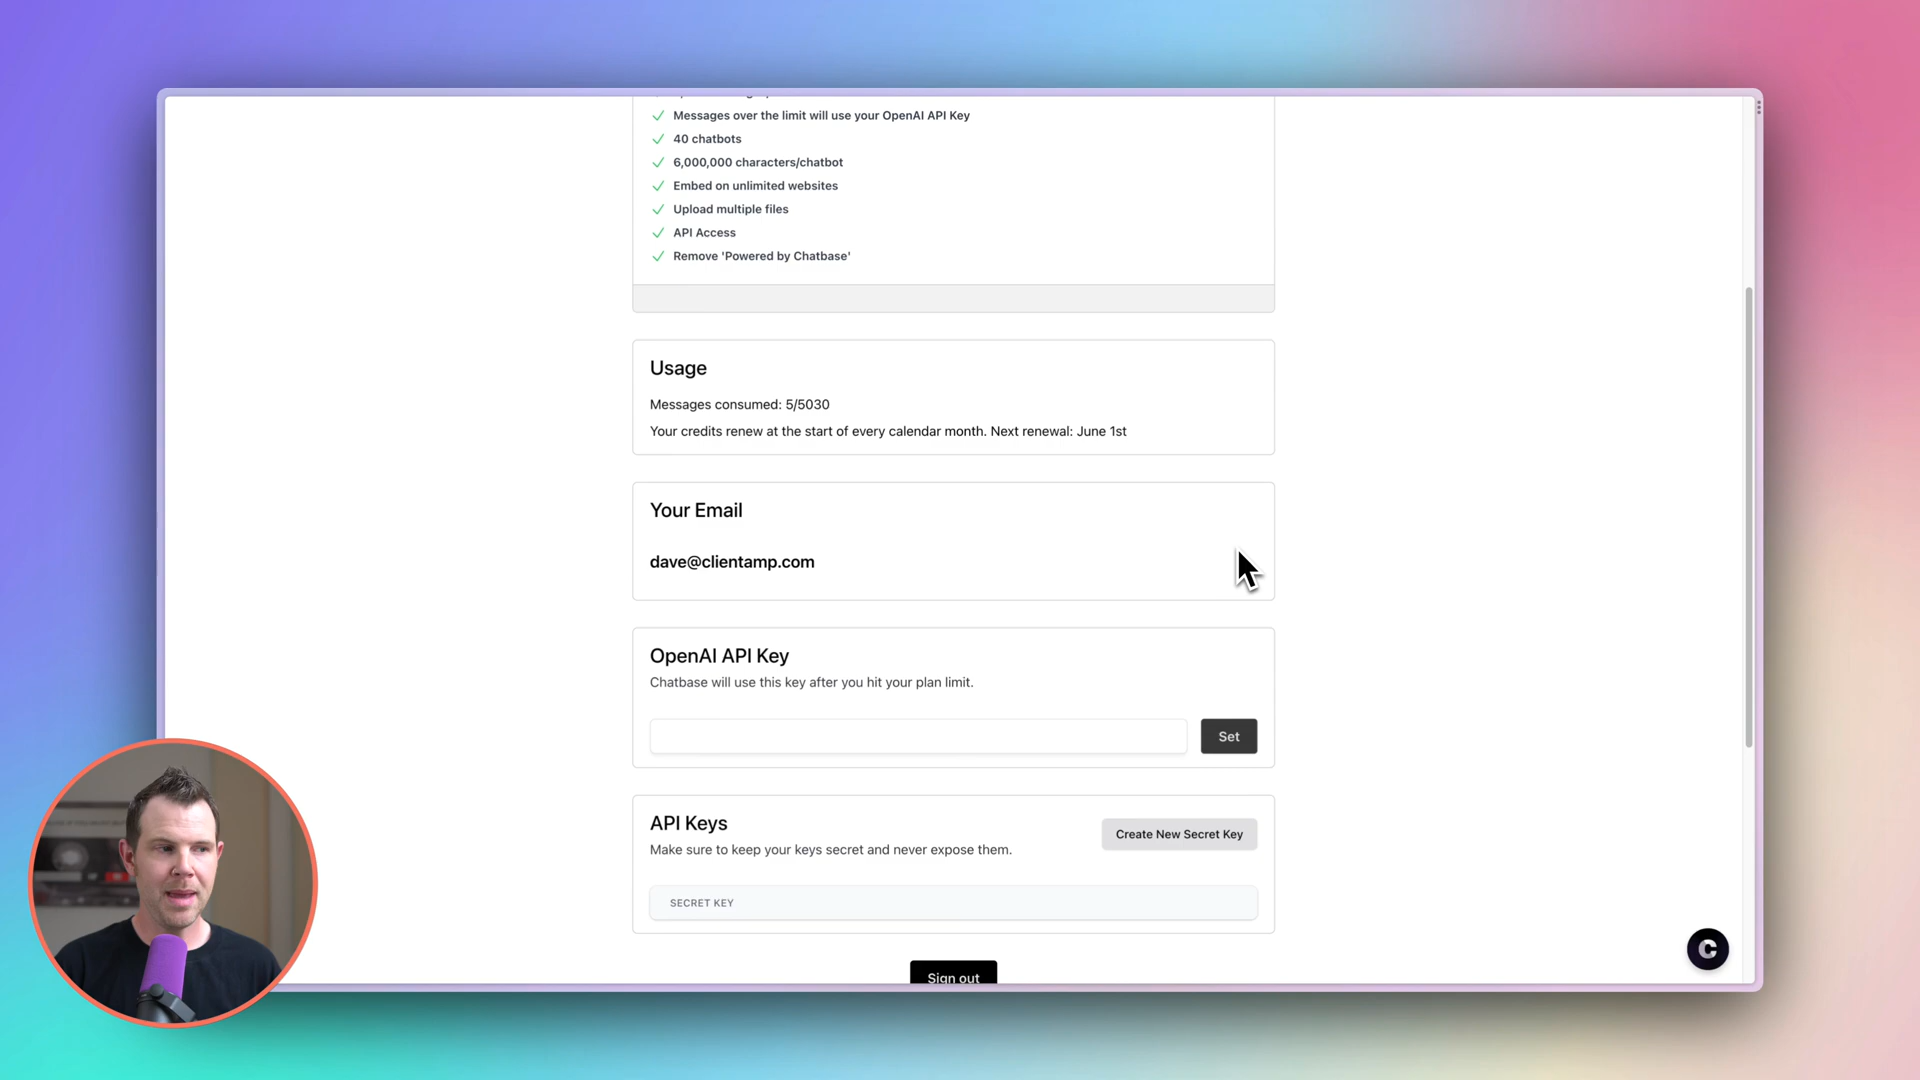 Messages over the limit will use your OpenAI API Key
40 chatbots
6,000,000 characters/chatbot
Embed on unlimited websites
Upload multiple files
API Access
Remove 'Powered by Chatbase'
Usage
Messages consumed: 5/5030
Your credits renew at the start of every calendar month. Next renewal: June 1st
Your Email
dave@clientamp.com
OpenAI API Key
Chatbase will use this key after you hit your plan limit.
Set
API Keys
Make sure to keep your keys secret and never expose them.
Create New Secret Key
SECRET KEY
Sign out
C